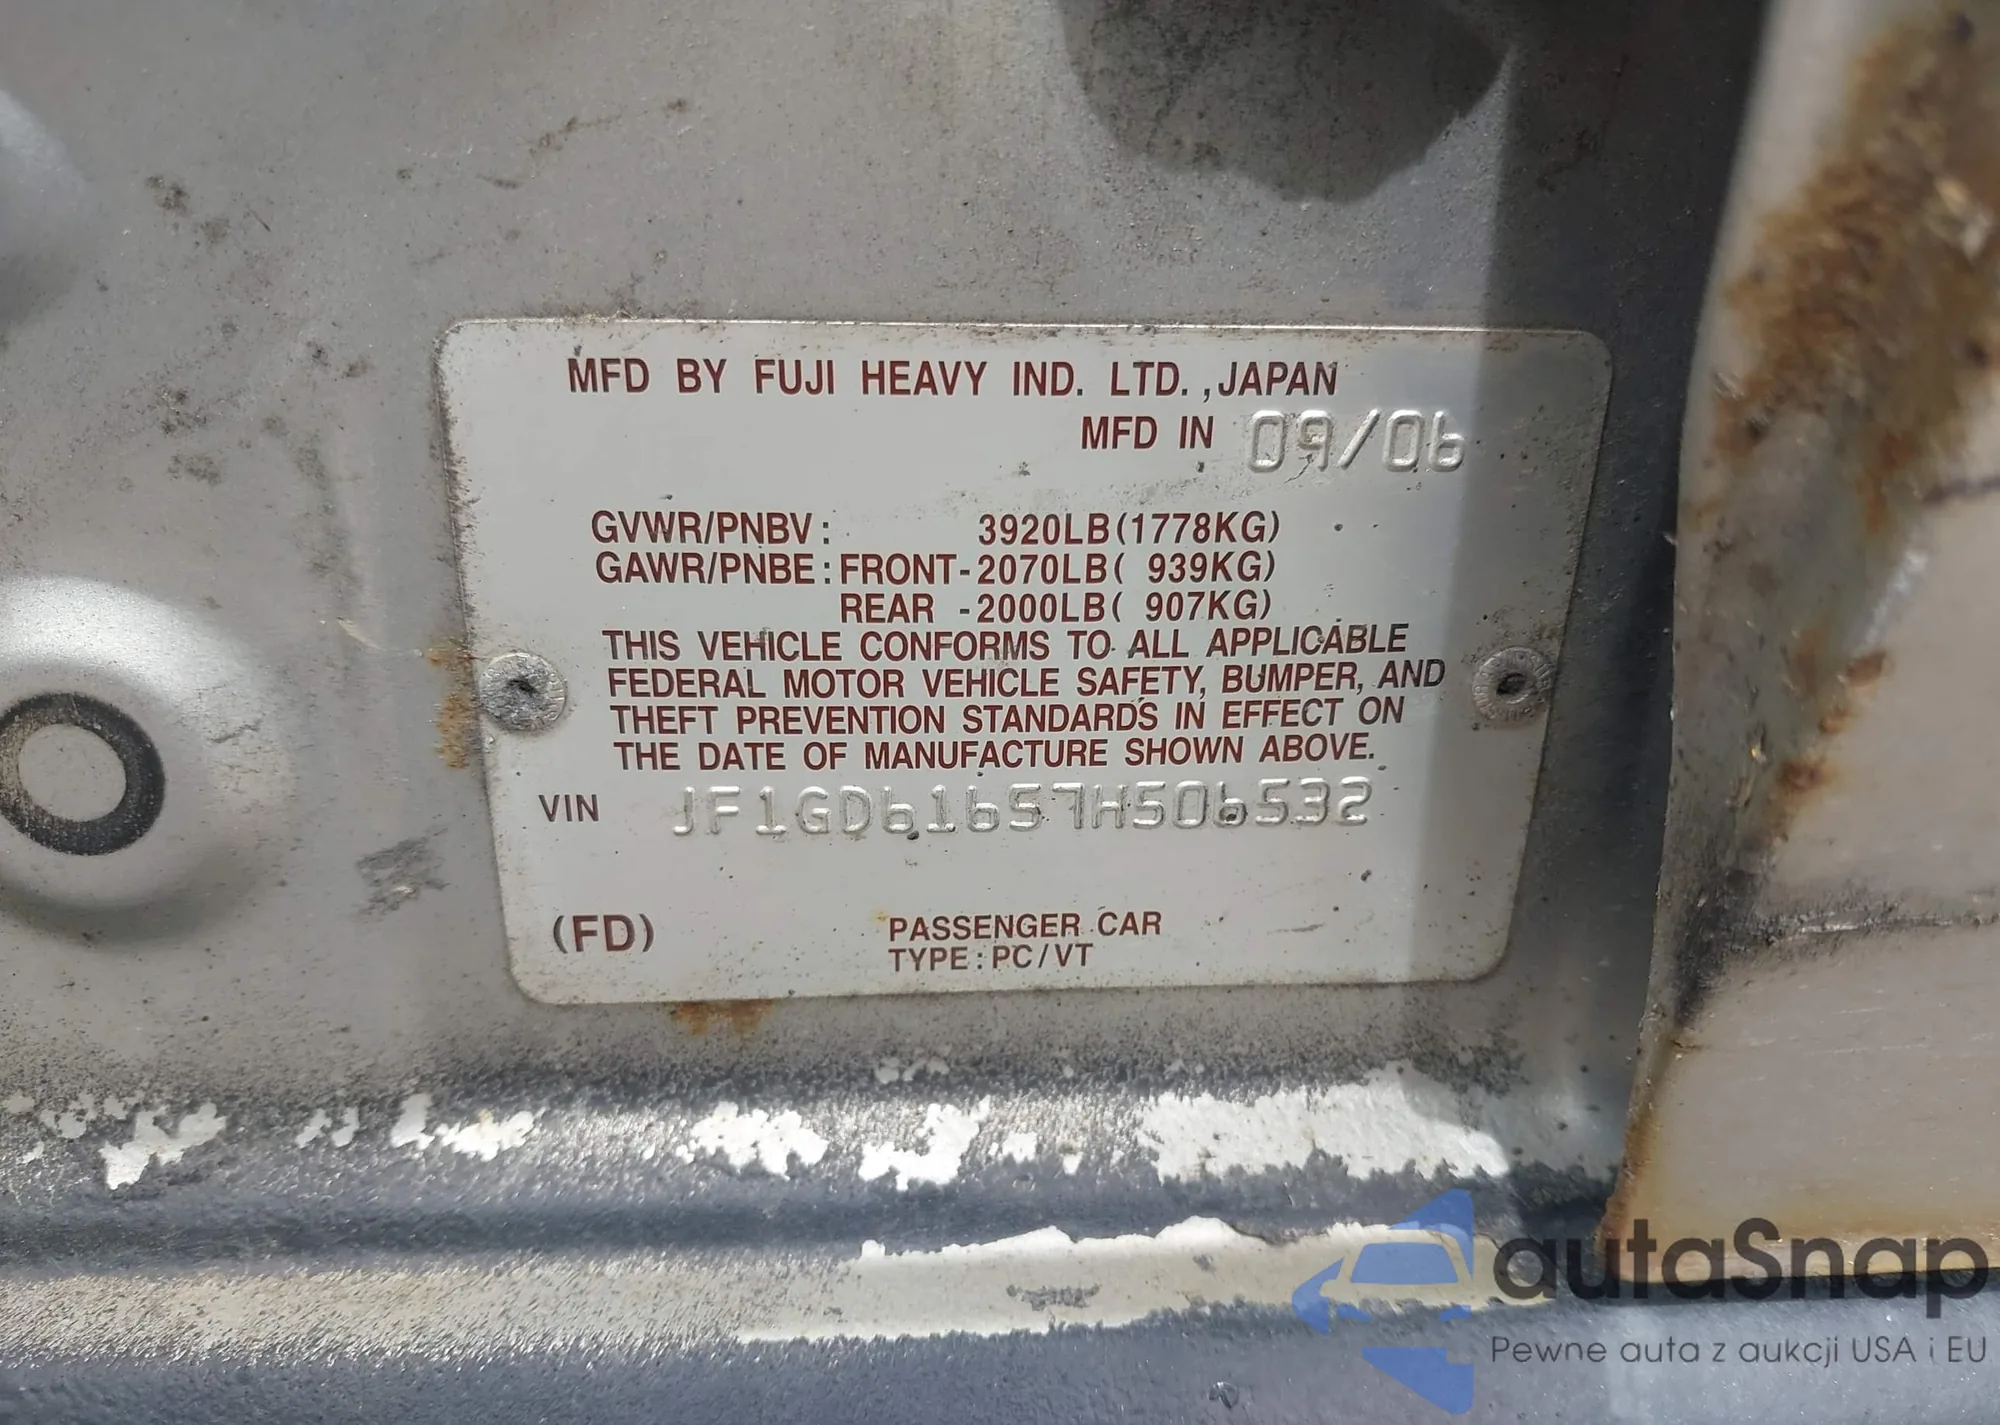 MFD BY FUJI HEAVY IND. LTD.,JAPAN
MFD IN 09/06
GVWR/PNBV: 3920LB(1778KG)
GAWR/PNBE:FRONT-2070LB( 939KG)
REAR -2000LB( 907KG)
THIS VEHICLE CONFORMS TO ALL APPLICABLE
FEDERAL MOTOR VEHICLE SAFETY, BUMPER, AND
THEFT PREVENTION STANDARDS IN EFFECT ON
THE DATE OF MANUFACTURE SHOWN ABOVE.
VIN JF1GD61657H506532
(FD) PASSENGER CAR
TYPE:PC/VT
autaSnap
Pewne auta z aukcji USA i EU